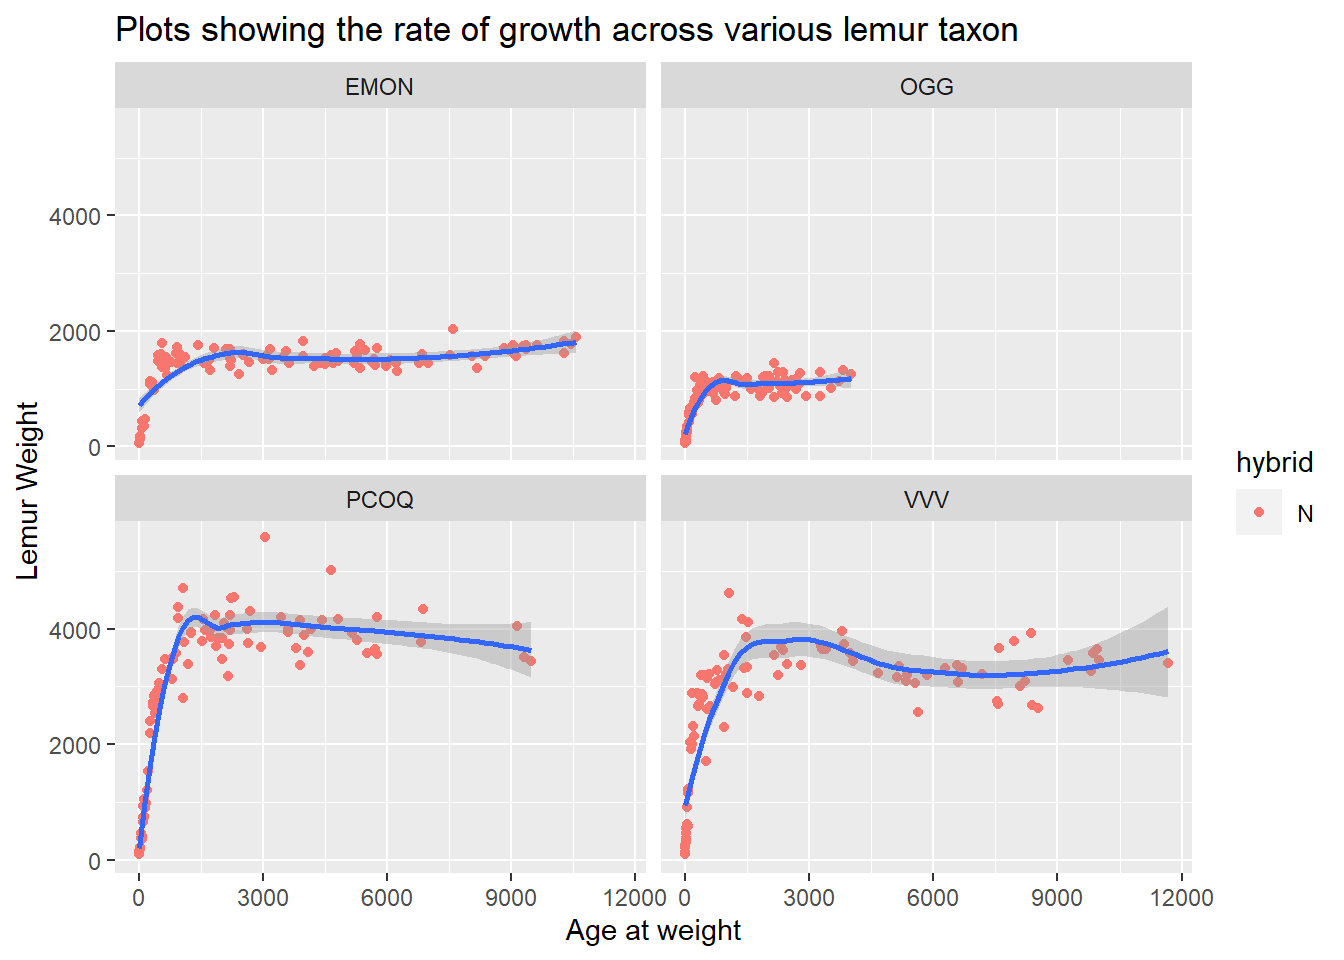 Plots showing the rate of growth across various lemur taxon
EMON
OGG
4000
2000
0
PCOQ
VVV
4000
2000
0
0
3000
6000
9000
12000
0
3000
6000
9000
12000
Age at weight
Lemur Weight
hybrid
N